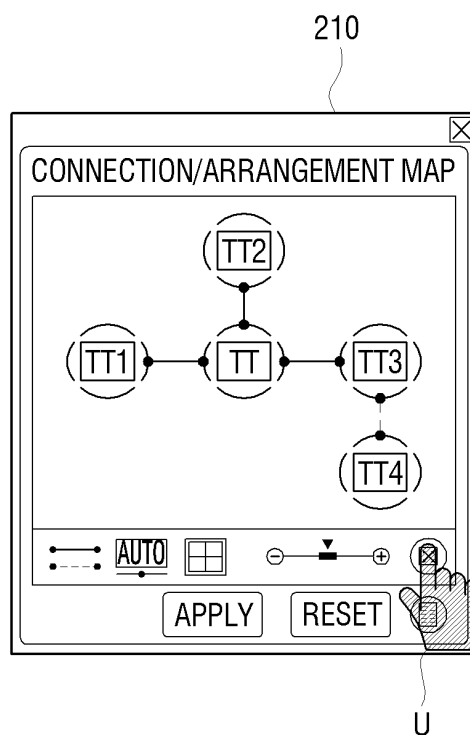 210
CONNECTION/ARRANGEMENT MAP
TT2
TT1 TT TT3
TT4
AUTO
APPLY RESET
U